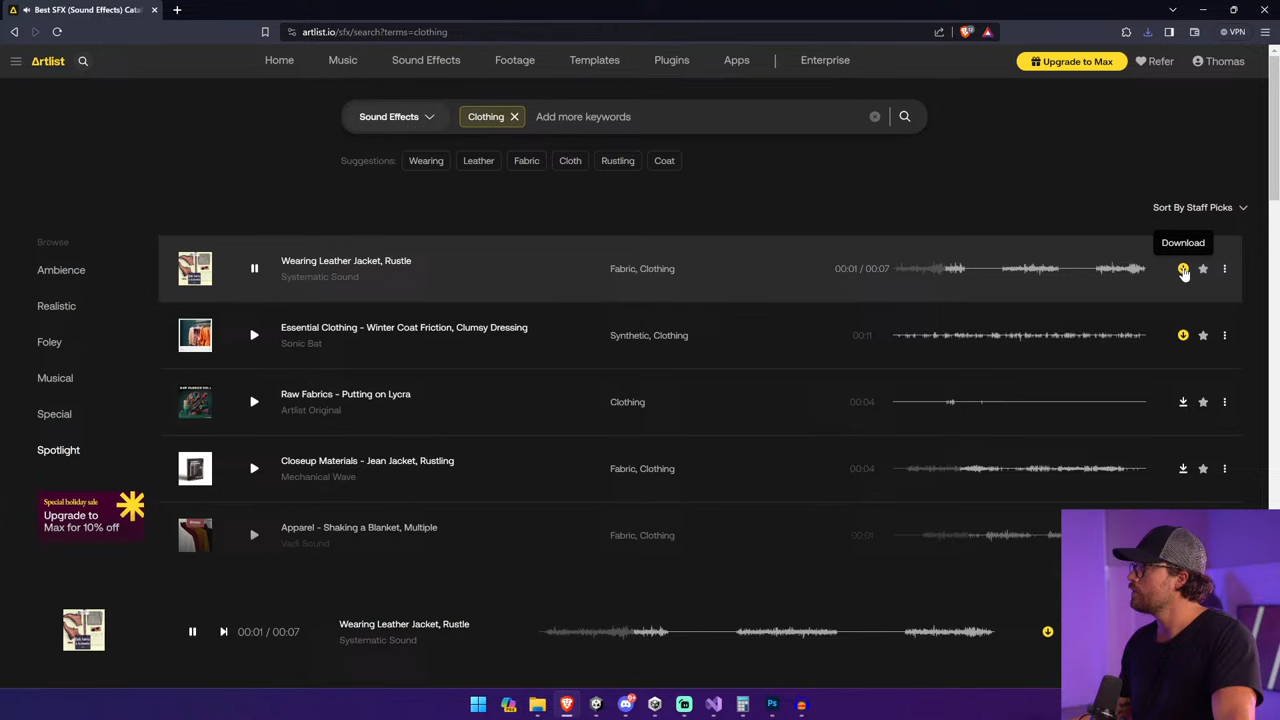 Best SFX (Sound Effects) Cata
artlist.io/sfx/search?terms=clothing
VPN
Artlist
Home
Music
Sound Effects
Footage
Templates
Plugins
Apps
Enterprise
Upgrade to Max
Refer
Thomas
Sound Effects
Clothing
Add more keywords
Suggestions:
Wearing
Leather
Fabric
Cloth
Rustling
Coat
Sort By Staff Picks
Download
Browse
Ambience
Realistic
Foley
Musical
Special
Spotlight
Special holiday sale
Upgrade to
Max for 10% off
Wearing Leather Jacket, Rustle
Systematic Sound
Fabric, Clothing
00:01 / 00:07
Essential Clothing - Winter Coat Friction, Clumsy Dressing
Sonic Bat
Synthetic, Clothing
00:11
Raw Fabrics - Putting on Lycra
Artlist Original
Clothing
00:04
Closeup Materials - Jean Jacket, Rustling
Mechanical Wave
Fabric, Clothing
00:04
Apparel - Shaking a Blanket, Multiple
Vadi Sound
Fabric, Clothing
00:01
00:01 / 00:07
Wearing Leather Jacket, Rustle
Systematic Sound